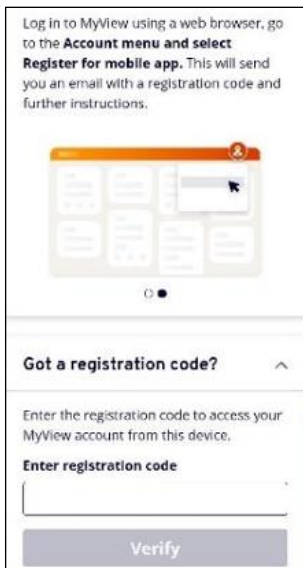 Log in to MyView using a web browser, go
to the Account menu and select
Register for mobile app. This will send
you an email with a registration code and
further instructions.
Got a registration code?
Enter the registration code to access your
MyView account from this device.
Enter registration code
Verify